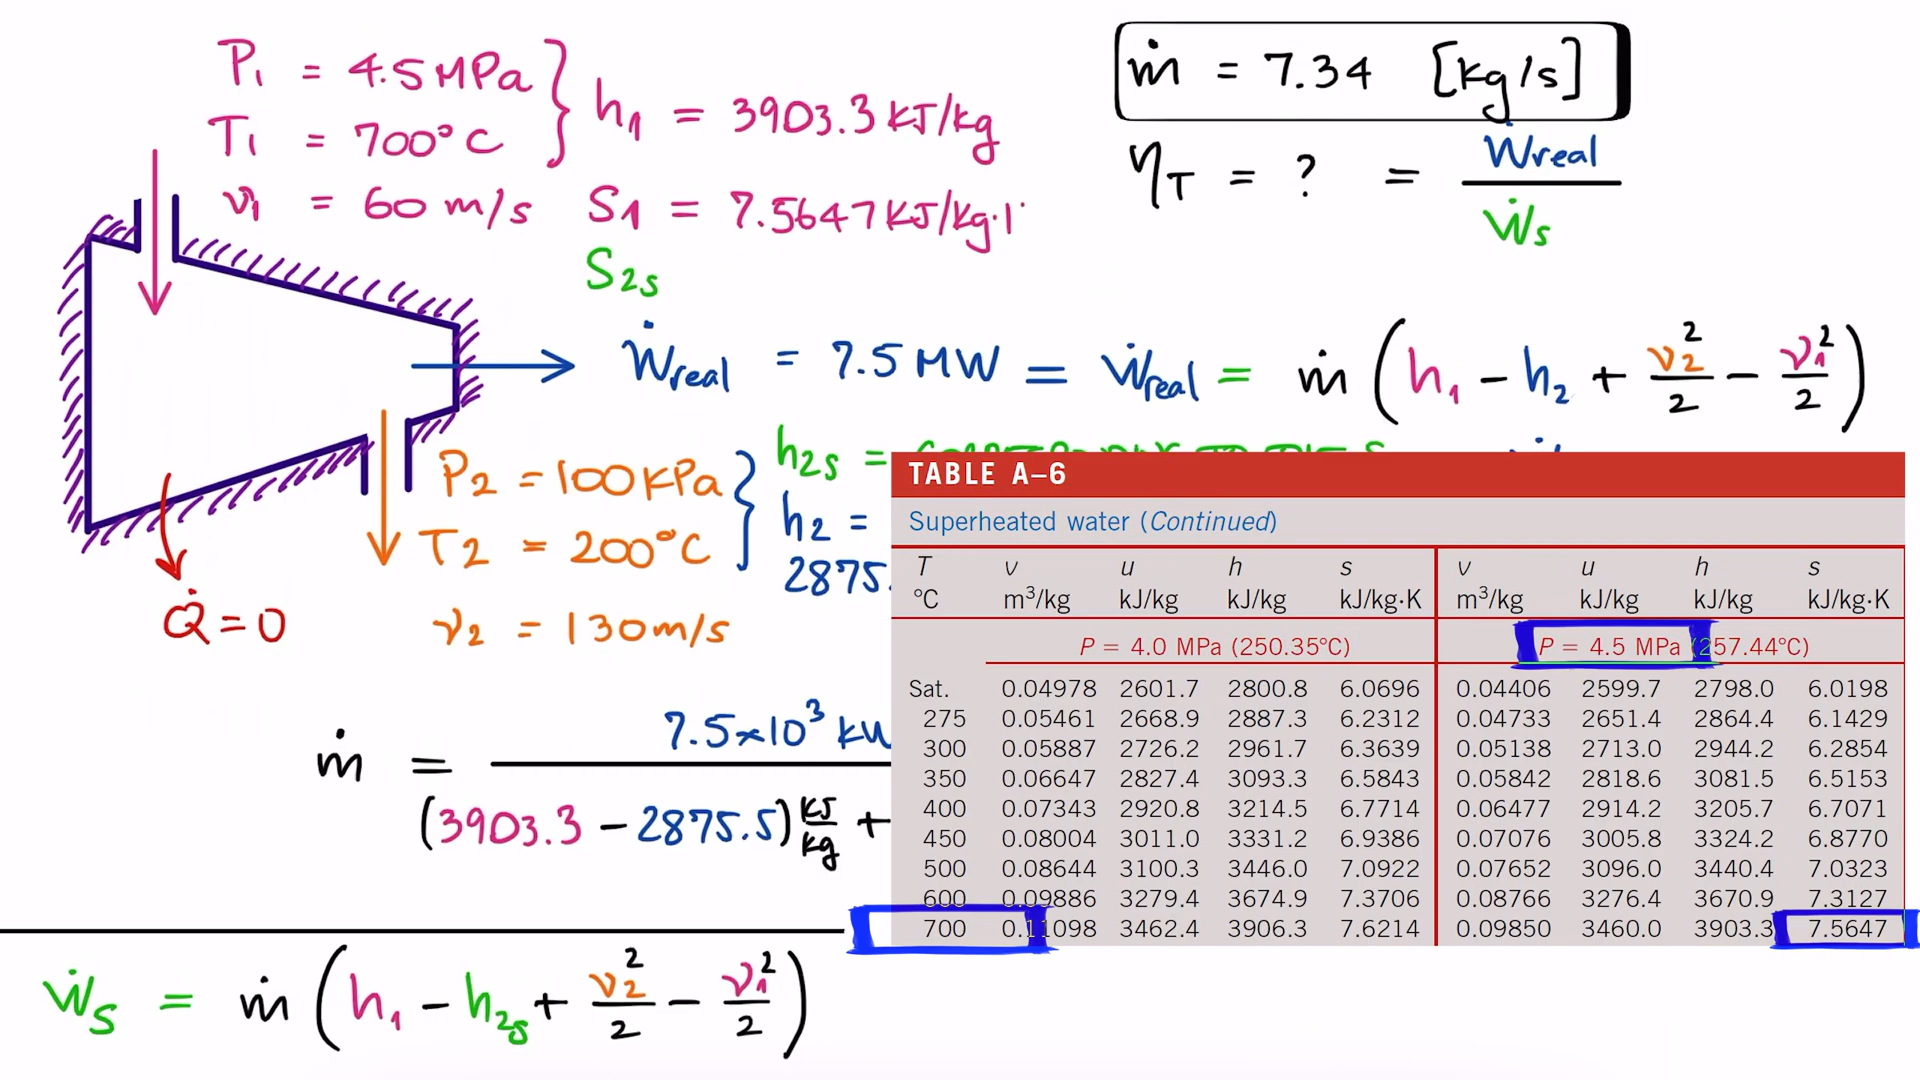 P₁ = 4.5 MPa
T₁ = 700°C
h₁ = 3903.3 KJ/kg
v₁ = 60 m/s
S₁ = 7.5647 KJ/kg·
S₂ₛ
ṁ = 7.34 [kg/s]
ηT = ? = Ẇreal / Ẇs
Ẇreal = 7.5 MW = Ẇreal = ṁ (h₁ - h₂ + v₂²/2 - v₁²/2)
P₂ = 100 KPa
T₂ = 200°C
v₂ = 130 m/s
h₂ₛ =
h₂ =
2875.
Q̇ = 0
ṁ = 7.5×10³ kW
(3903.3 - 2875.5) KJ/kg +
Ẇs = ṁ (h₁ - h₂ₛ + v₂²/2 - v₁²/2)
TABLE A–6
Superheated water (Continued)
T v u h s v u h s
°C m³/kg kJ/kg kJ/kg kJ/kg·K m³/kg kJ/kg kJ/kg kJ/kg·K
P = 4.0 MPa (250.35°C) P = 4.5 MPa (257.44°C)
Sat. 0.04978 2601.7 2800.8 6.0696 0.04406 2599.7 2798.0 6.0198
275 0.05461 2668.9 2887.3 6.2312 0.04733 2651.4 2864.4 6.1429
300 0.05887 2726.2 2961.7 6.3639 0.05138 2713.0 2944.2 6.2854
350 0.06647 2827.4 3093.3 6.5843 0.05842 2818.6 3081.5 6.5153
400 0.07343 2920.8 3214.5 6.7714 0.06477 2914.2 3205.7 6.7071
450 0.08004 3011.0 3331.2 6.9386 0.07076 3005.8 3324.2 6.8770
500 0.08644 3100.3 3446.0 7.0922 0.07652 3096.0 3440.4 7.0323
600 0.09886 3279.4 3674.9 7.3706 0.08766 3276.4 3670.9 7.3127
700 0.11098 3462.4 3906.3 7.6214 0.09850 3460.0 3903.3 7.5647